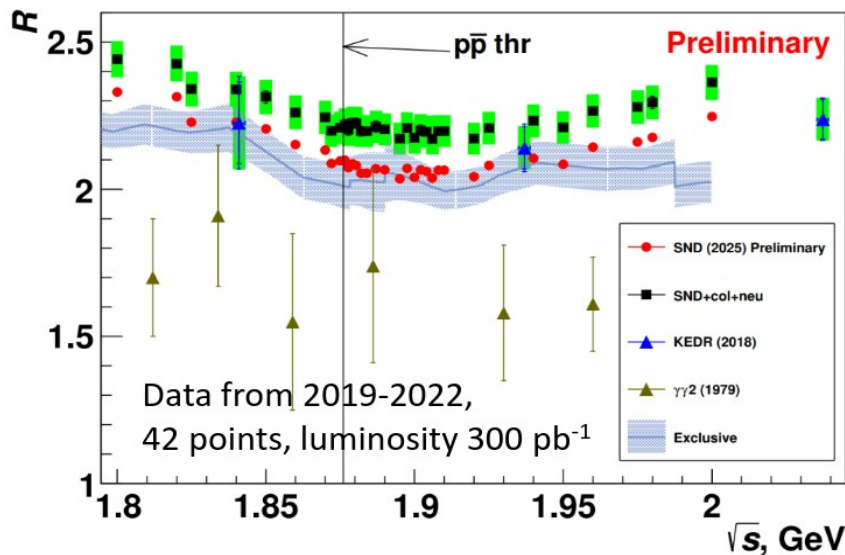 R
2.5
2
1.5
1
pp̅ thr
Preliminary
SND (2025) Preliminary
SND+col+neu
KEDR (2018)
γγ2 (1979)
Exclusive
Data from 2019-2022,
42 points, luminosity 300 pb⁻¹
1.8 1.85 1.9 1.95 2
√s, GeV